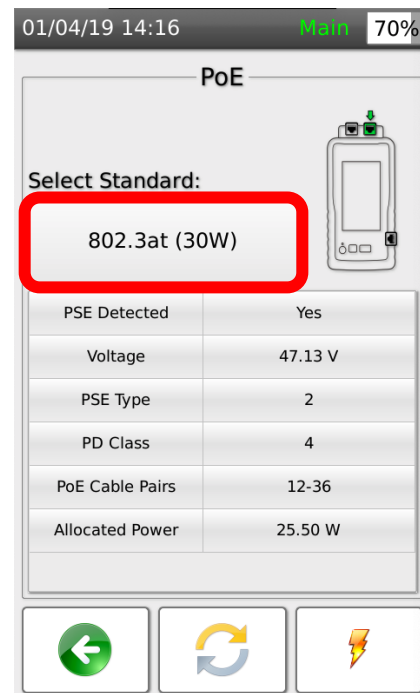 01/04/19 14:16 Main 70%
PoE
Select Standard:
802.3at (30W)
PSE Detected Yes
Voltage 47.13 V
PSE Type 2
PD Class 4
PoE Cable Pairs 12-36
Allocated Power 25.50 W